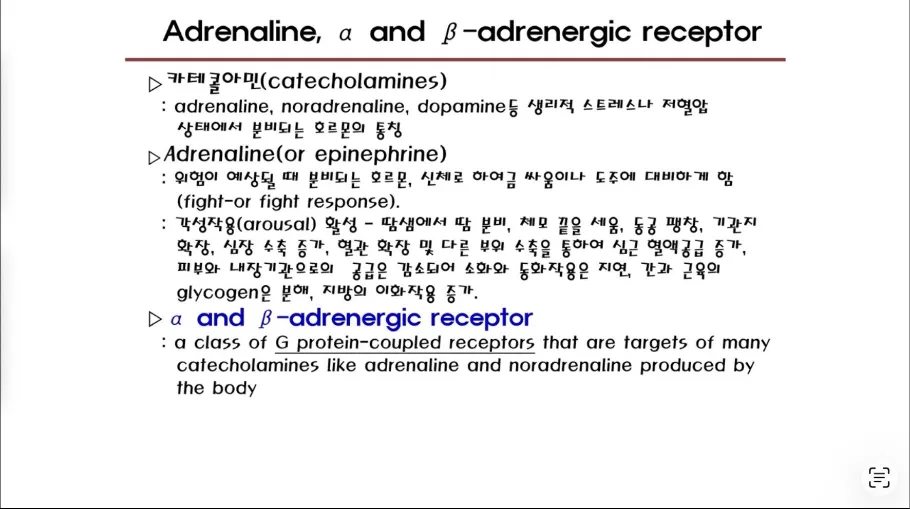 Adrenaline, α and β-adrenergic receptor
▷카테콜아민(catecholamines)
: adrenaline, noradrenaline, dopamine등 생리적 스트레스나 저혈압
상태에서 분비되는 호르몬의 통칭
▷Adrenaline(or epinephrine)
: 위험이 예상될 때 분비되는 호르몬, 신체로 하여금 싸움이나 도주에 대비하게 함
(fight-or fight response).
: 각성작용(arousal) 활성 - 땀샘에서 땀 분비, 체모 끝을 세움, 동공 팽창, 기관지
확장, 심장 수축 증가, 혈관 확장 및 다른 부위 수축을 통하여 심근 혈액공급 증가,
피부와 내장기관으로의 공급은 감소되어 소화와 동화작용은 지연, 간과 근육의
glycogen은 분해, 지방의 이화작용 증가.
▷ α and β-adrenergic receptor
: a class of G protein-coupled receptors that are targets of many
catecholamines like adrenaline and noradrenaline produced by
the body